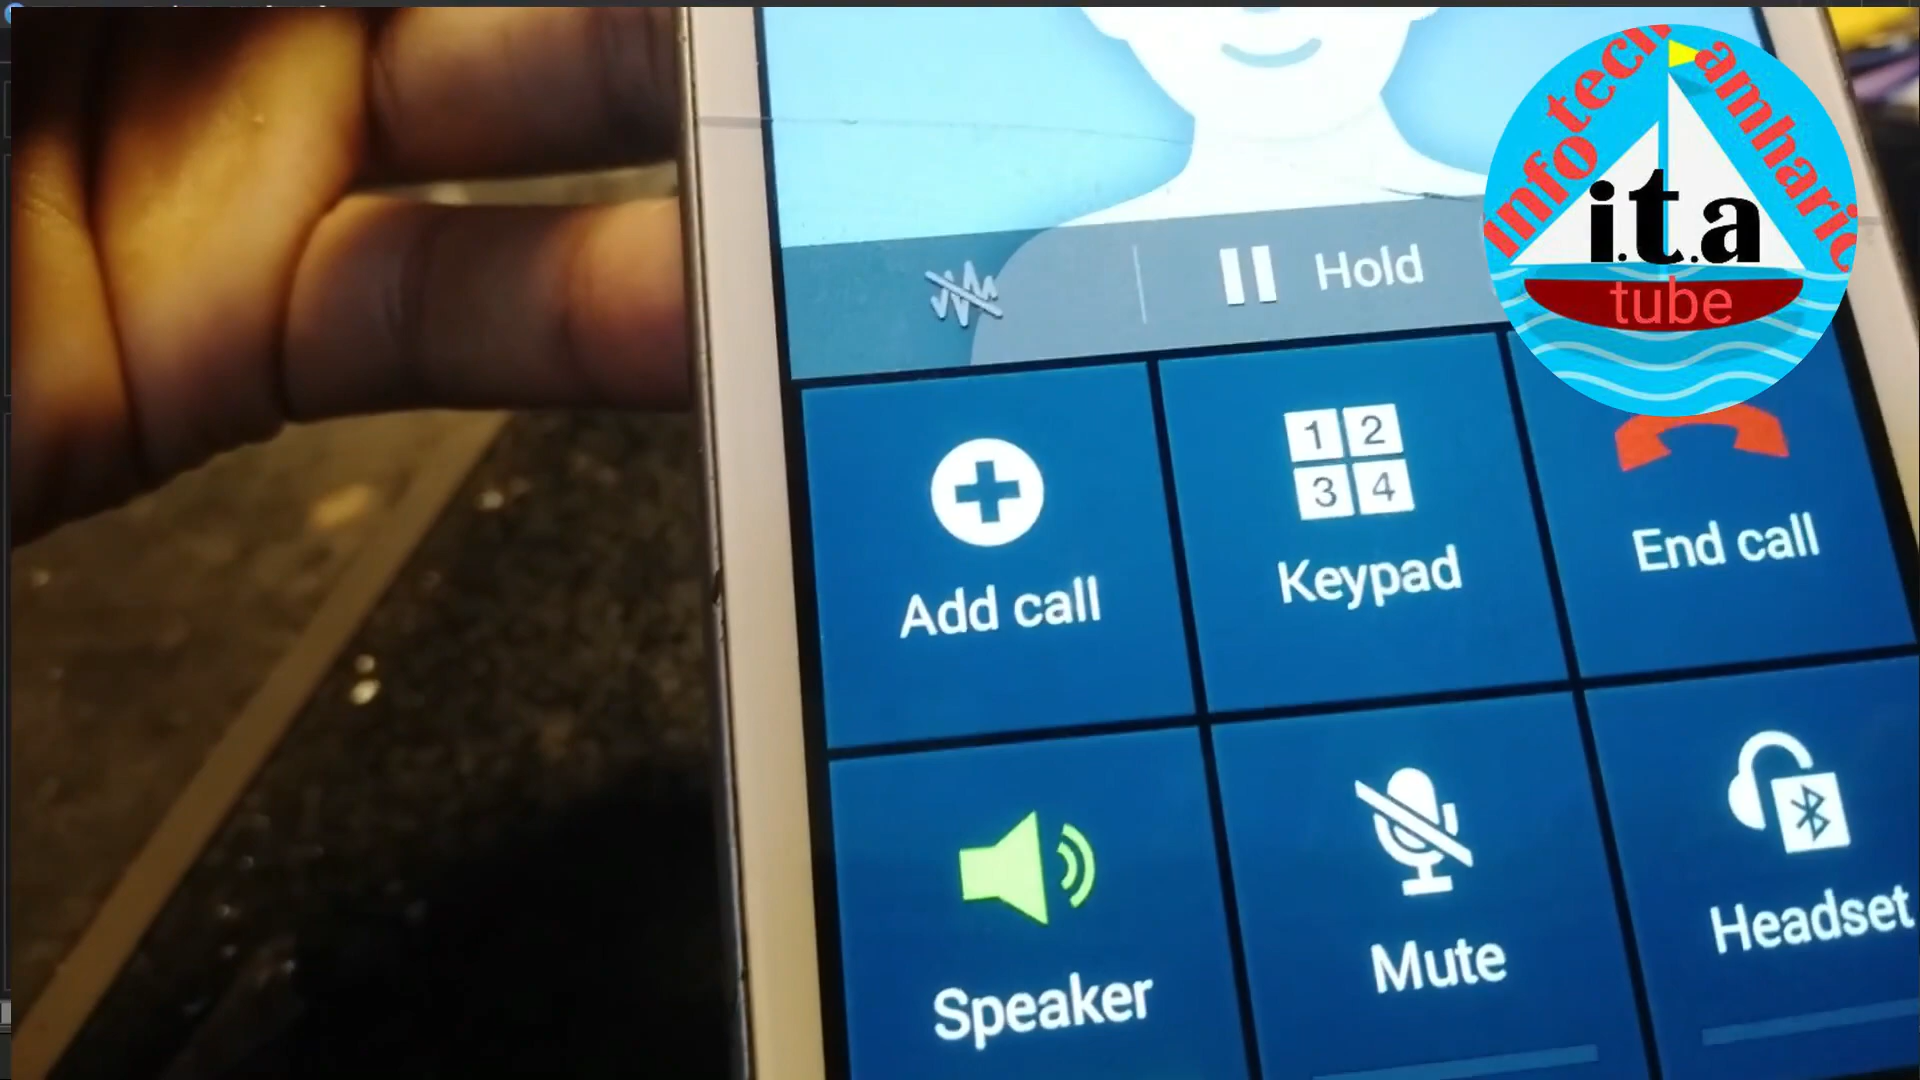 info tech amharic
i.t.a
tube
Hold
1 2
3 4
Add call
Keypad
End call
Speaker
Mute
Headset